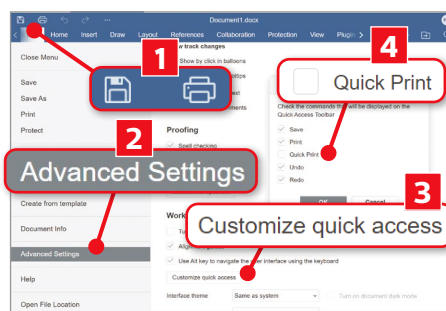 Document1.docx
Home Insert Draw Layout References Collaboration Protection View Plugin
Close Menu
Save
Save As
Print
Protect
Create from template
Document Info
Advanced Settings
Help
Open File Location
track changes
Show by click in balloons
Proofing
Spell checking
Work
Use Alt key to navigate the user interface using the keyboard
Customize quick access
Interface theme Same as system Turn on document dark mode
Check the commands that will be displayed on the
Quick Access Toolbar
Save
Print
Quick Print
Undo
Redo
OK Cancel
1
2
Advanced Settings
3
Customize quick access
4
Quick Print